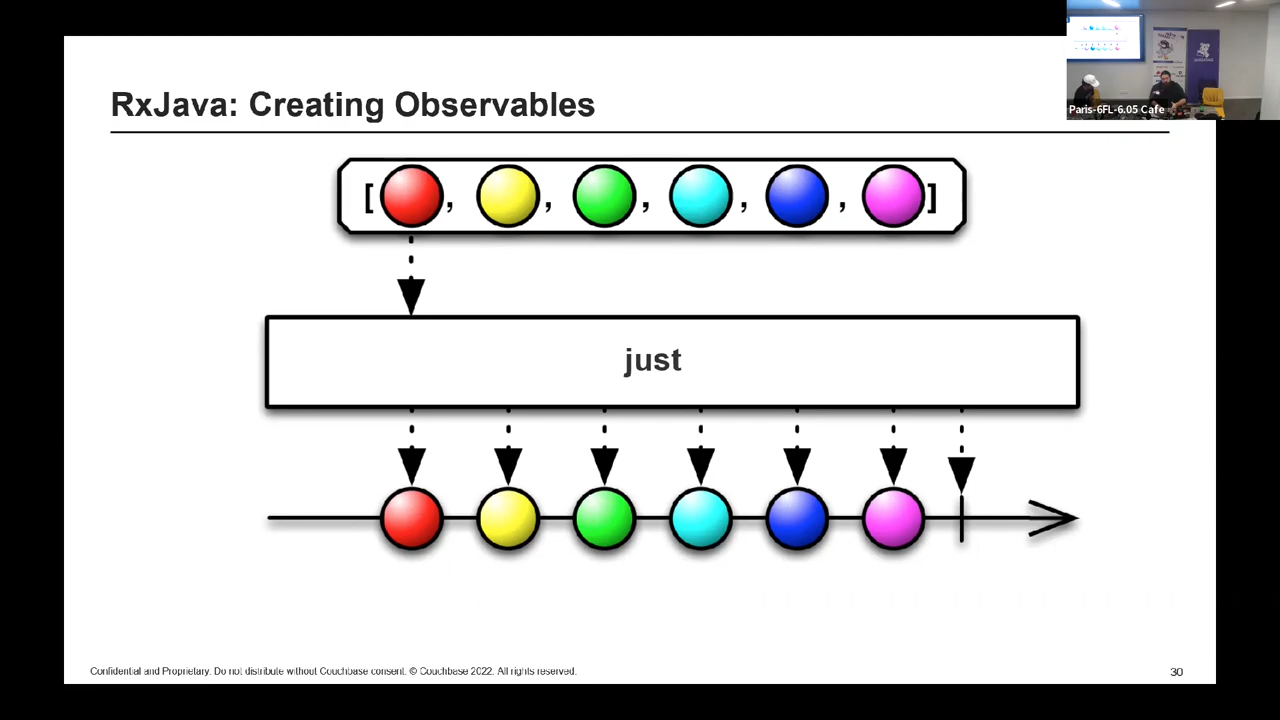 RxJava: Creating Observables
Paris-6FL-6.05 Cafe
[ , , , , , ]
just
Confidential and Proprietary. Do not distribute without Couchbase consent. © Couchbase 2022. All rights reserved.
30